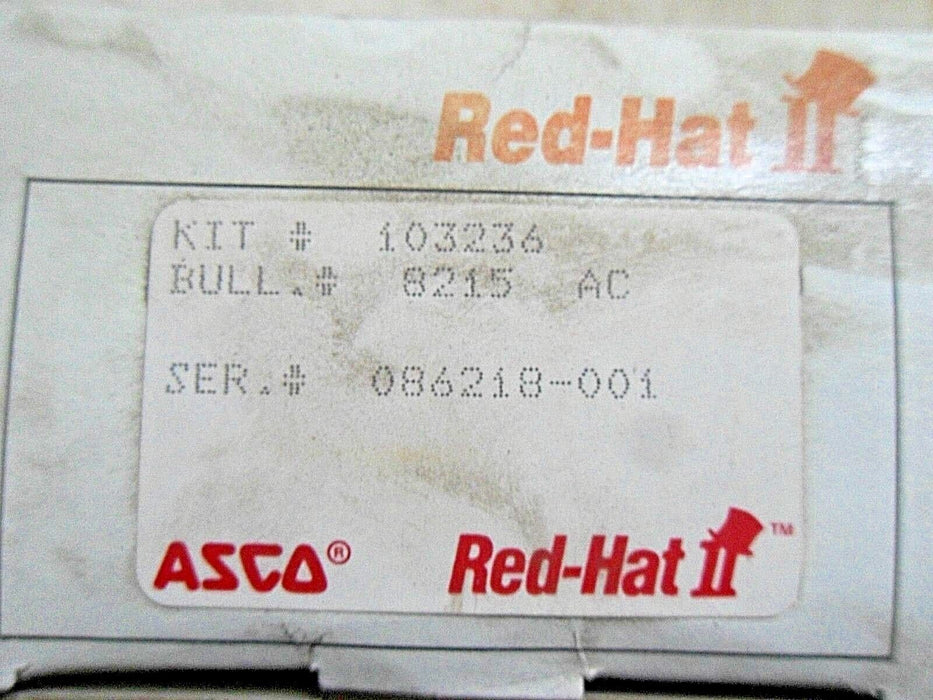 Red-Hat II
KIT # 103236
BULL.# 8215 AC
SER.# 086218-001
ASCO®
Red-Hat II™